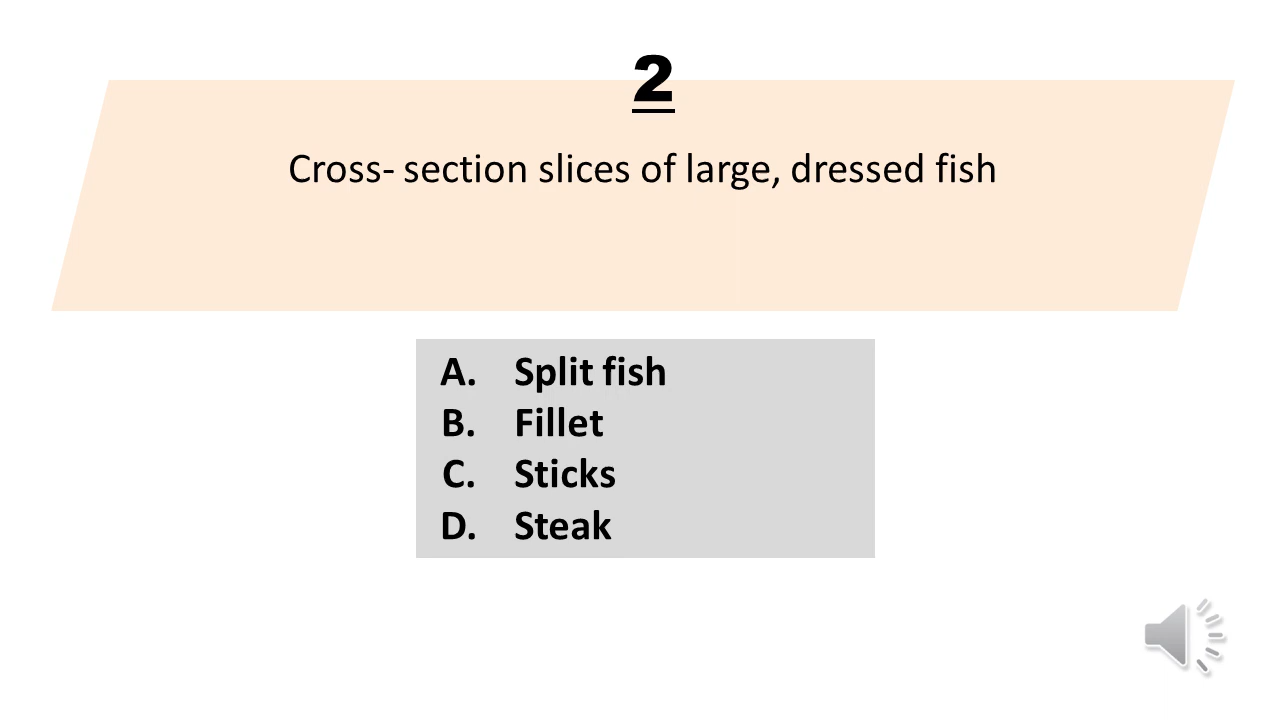 2
Cross- section slices of large, dressed fish
A. Split fish
B. Fillet
C. Sticks
D. Steak